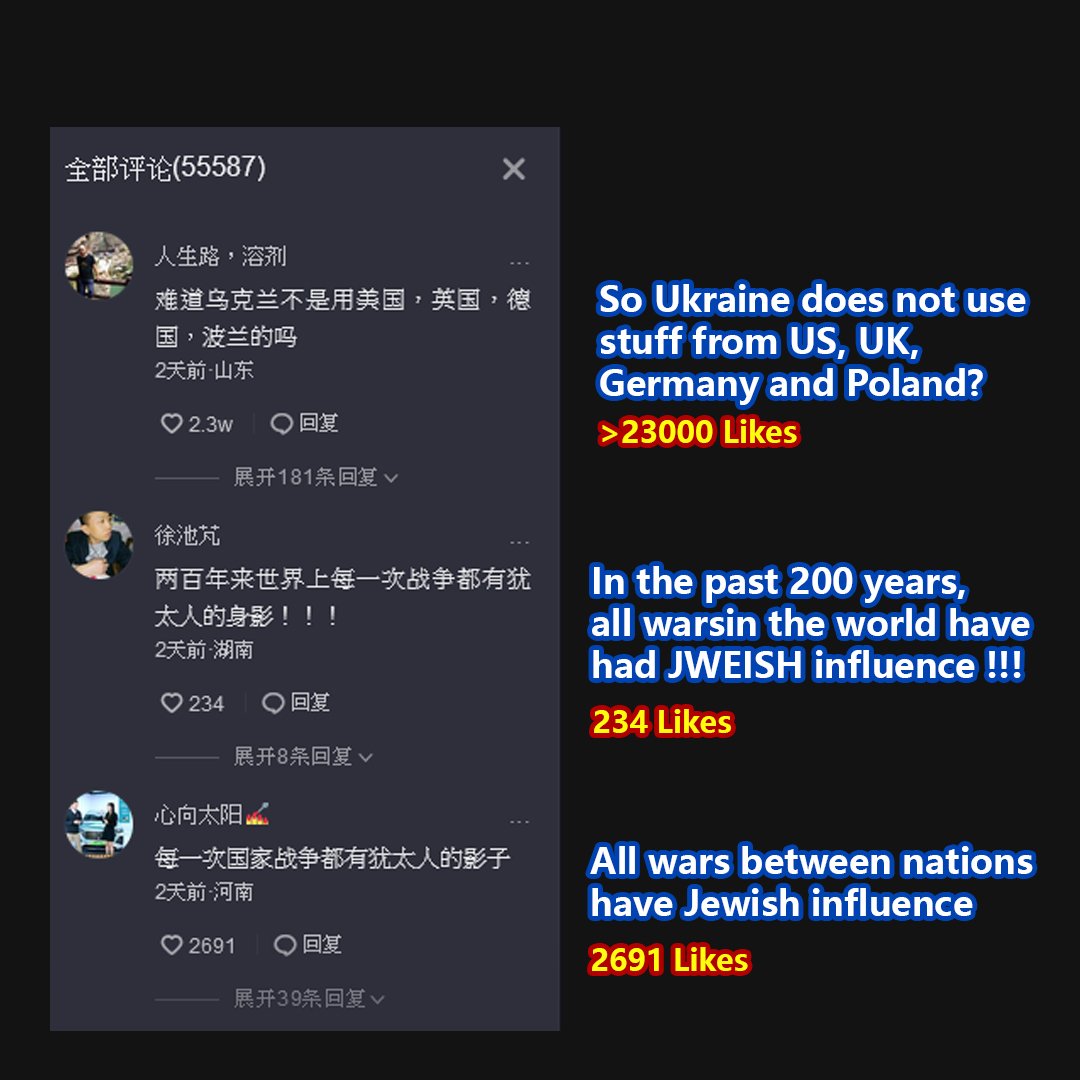 全部评论(55587)
人生路，溶剂
...
难道乌克兰不是用美国，英国，德
国，波兰的吗
2天前·山东
2.3w
回复
展开181条回复
So Ukraine does not use
stuff from US, UK,
Germany and Poland?
>23000 Likes
徐池芃
...
两百年来世界上每一次战争都有犹
太人的身影！！！
2天前·湖南
234
回复
展开8条回复
In the past 200 years,
all warsin the world have
had JWEISH influence !!!
234 Likes
心向太阳
...
每一次国家战争都有犹太人的影子
2天前·河南
2691
回复
展开39条回复
All wars between nations
have Jewish influence
2691 Likes